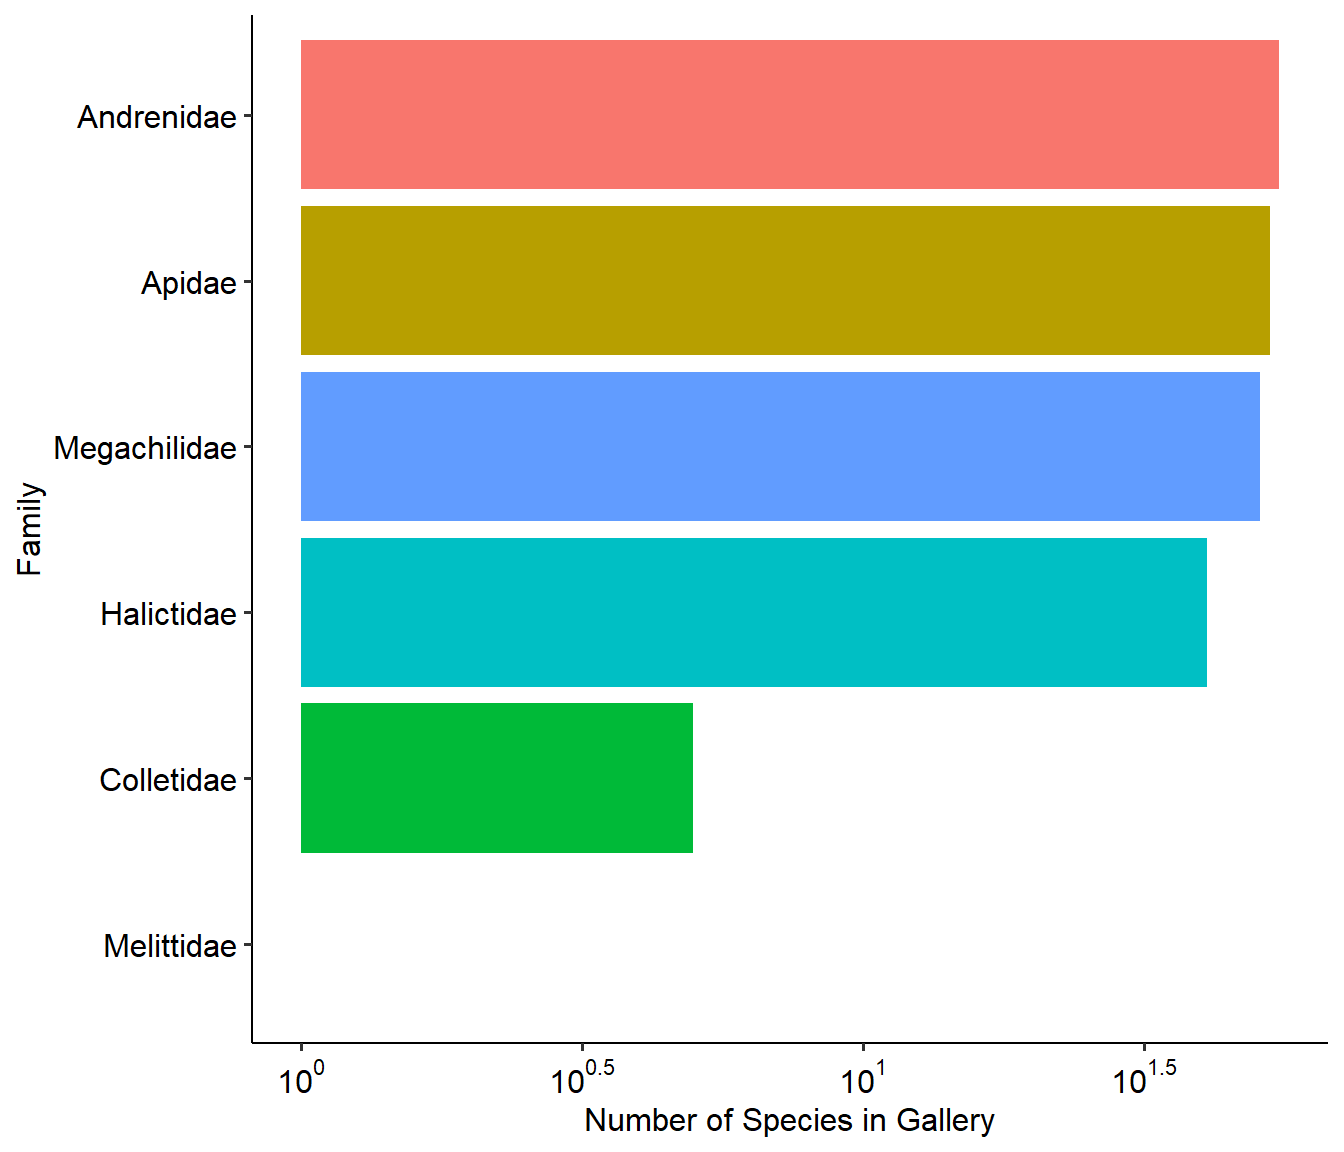 Andrenidae
Apidae
Megachilidae
Halictidae
Colletidae
Melittidae
Family
10^0 10^0.5 10^1 10^1.5
Number of Species in Gallery